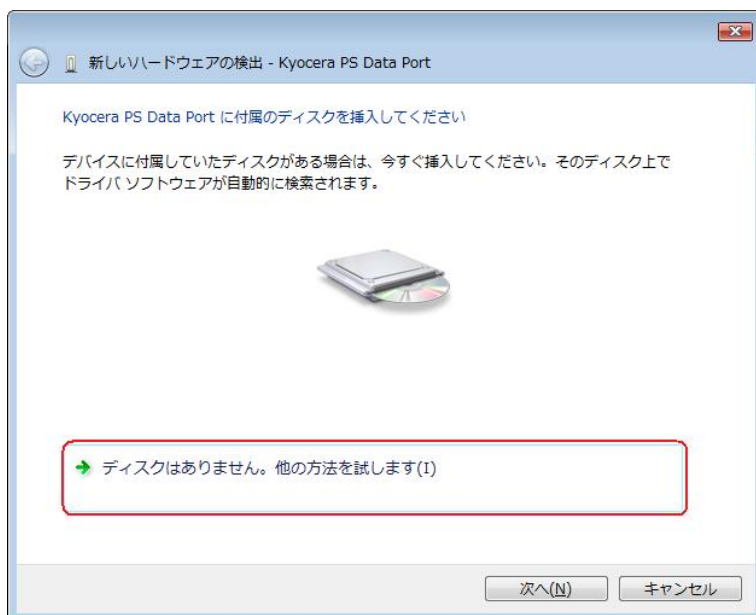 新しいハードウェアの検出 - Kyocera PS Data Port
Kyocera PS Data Port に付属のディスクを挿入してください
デバイスに付属していたディスクがある場合は、今すぐ挿入してください。そのディスク上で
ドライバ ソフトウェアが自動的に検索されます。
ディスクはありません。他の方法を試します(I)
次へ(N) キャンセル